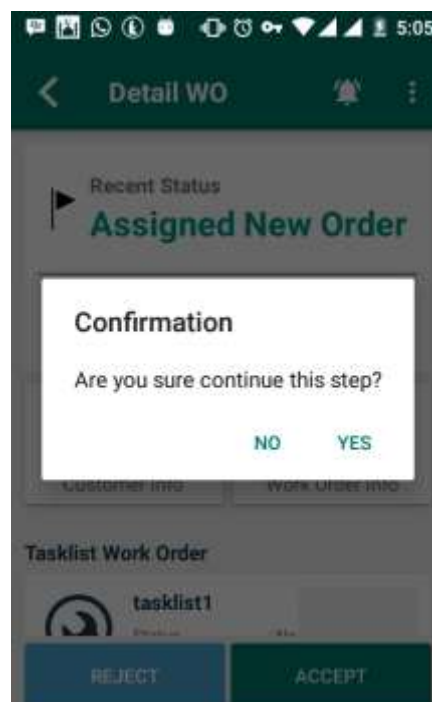 5:05
Detail WO
Recent Status
Assigned New Order
Confirmation
Are you sure continue this step?
NO YES
Customer Info Work Order Info
Tasklist Work Order
tasklist1
Status
REJECT ACCEPT